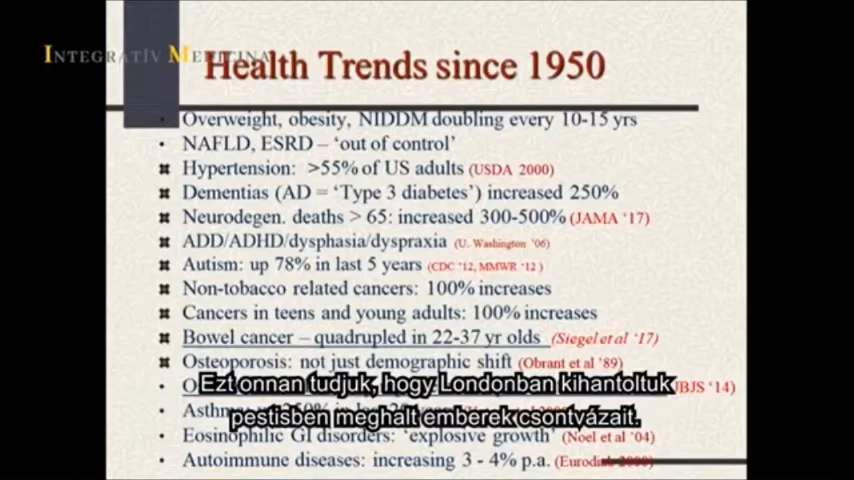 INTEGRATÍV MEDICINA
Health Trends since 1950
Overweight, obesity, NIDDM doubling every 10-15 yrs
NAFLD, ESRD – 'out of control'
Hypertension: >55% of US adults (USDA 2000)
Dementias (AD = 'Type 3 diabetes') increased 250%
Neurodegen. deaths > 65: increased 300-500% (JAMA '17)
ADD/ADHD/dysphasia/dyspraxia (U. Washington '06)
Autism: up 78% in last 5 years (CDC '12, MMWR '12 )
Non-tobacco related cancers: 100% increases
Cancers in teens and young adults: 100% increases
Bowel cancer – quadrupled in 22-37 yr olds (Siegel et al '17)
Osteoporosis: not just demographic shift (Obrant et al '89)
JBJS '14)
Ezt onnan tudjuk, hogy Londonban kihantoltuk
Asthma:
pestisben meghalt emberek csontvázait.
Eosinophilic GI disorders: 'explosive growth' (Noel et al '04)
Autoimmune diseases: increasing 3 - 4% p.a.